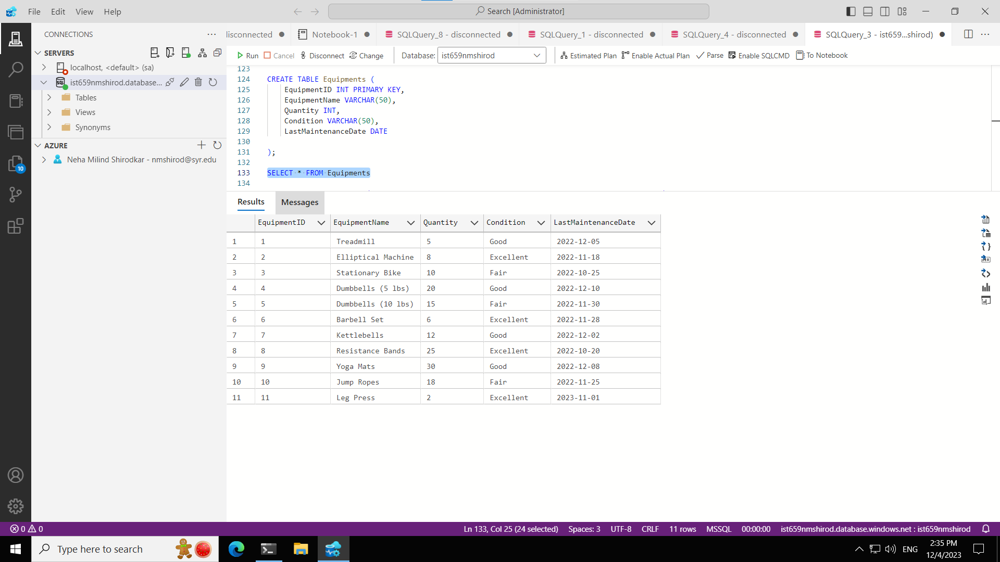 File Edit View Help
Search [Administrator]
CONNECTIONS
disconnected
Notebook-1
SQLQuery_8 - disconnected
SQLQuery_1 - disconnected
SQLQuery_4 - disconnected
SQLQuery_3 - ist659...shirod)
SERVERS
localhost, <default> (sa)
ist659nmshirod.database...
Tables
Views
Synonyms
AZURE
Neha Milind Shirodkar - nmshirod@syr.edu
10
Run Cancel Disconnect Change Database: ist659nmshirod Estimated Plan Enable Actual Plan Parse Enable SQLCMD To Notebook
123
124 CREATE TABLE Equipments (
125 EquipmentID INT PRIMARY KEY,
126 EquipmentName VARCHAR(50),
127 Quantity INT,
128 Condition VARCHAR(50),
129 LastMaintenanceDate DATE
130
131 );
132
133 SELECT * FROM Equipments
134
Results Messages
EquipmentID EquipmentName Quantity Condition LastMaintenanceDate
1 1 Treadmill 5 Good 2022-12-05
2 2 Elliptical Machine 8 Excellent 2022-11-18
3 3 Stationary Bike 10 Fair 2022-10-25
4 4 Dumbbells (5 lbs) 20 Good 2022-12-10
5 5 Dumbbells (10 lbs) 15 Fair 2022-11-30
6 6 Barbell Set 6 Excellent 2022-11-28
7 7 Kettlebells 12 Good 2022-12-02
8 8 Resistance Bands 25 Excellent 2022-10-20
9 9 Yoga Mats 30 Good 2022-12-08
10 10 Jump Ropes 18 Fair 2022-11-25
11 11 Leg Press 2 Excellent 2023-11-01
0 0
Ln 133, Col 25 (24 selected) Spaces: 3 UTF-8 CRLF 11 rows MSSQL 00:00:00 ist659nmshirod.database.windows.net : ist659nmshirod
Type here to search
ENG
2:35 PM
12/4/2023